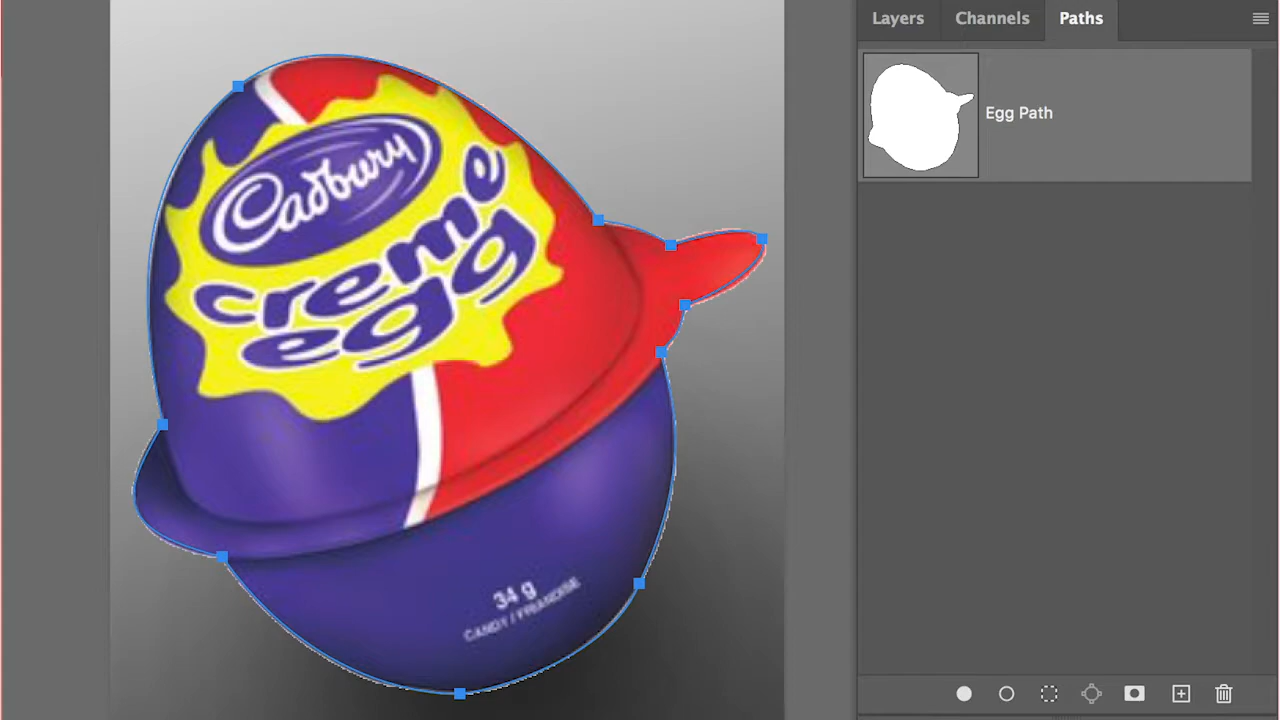 Layers Channels Paths
Egg Path
Cadbury
creme
egg
34 g
CANDY / FRIANDISE